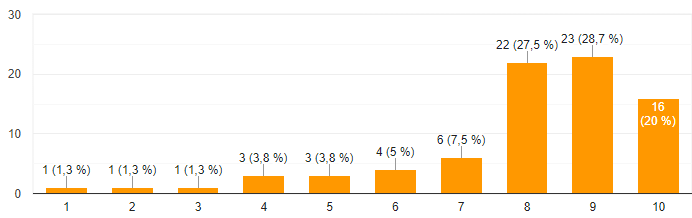 30
20
10
0
1 (1,3 %)
1 (1,3 %)
1 (1,3 %)
3 (3,8 %)
3 (3,8 %)
4 (5 %)
6 (7,5 %)
22 (27,5 %)
23 (28,7 %)
16
(20 %)
1
2
3
4
5
6
7
8
9
10